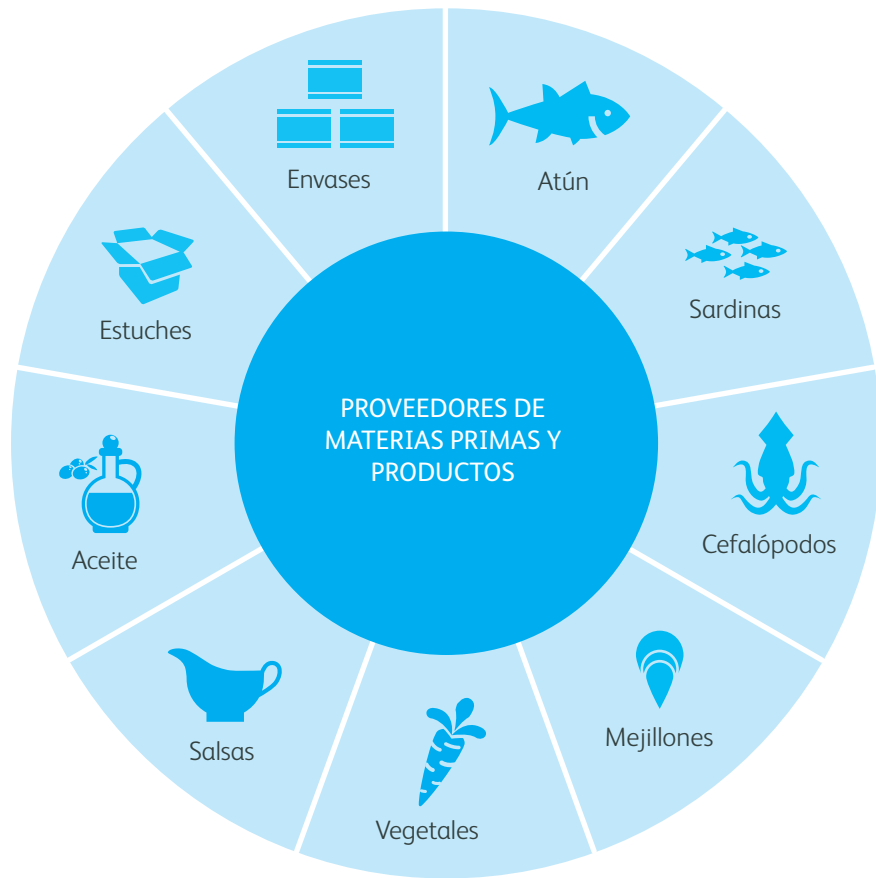 Envases
Atún
Sardinas
Estuches
PROVEEDORES DE
MATERIAS PRIMAS Y
PRODUCTOS
Cefalópodos
Aceite
Mejillones
Salsas
Vegetales